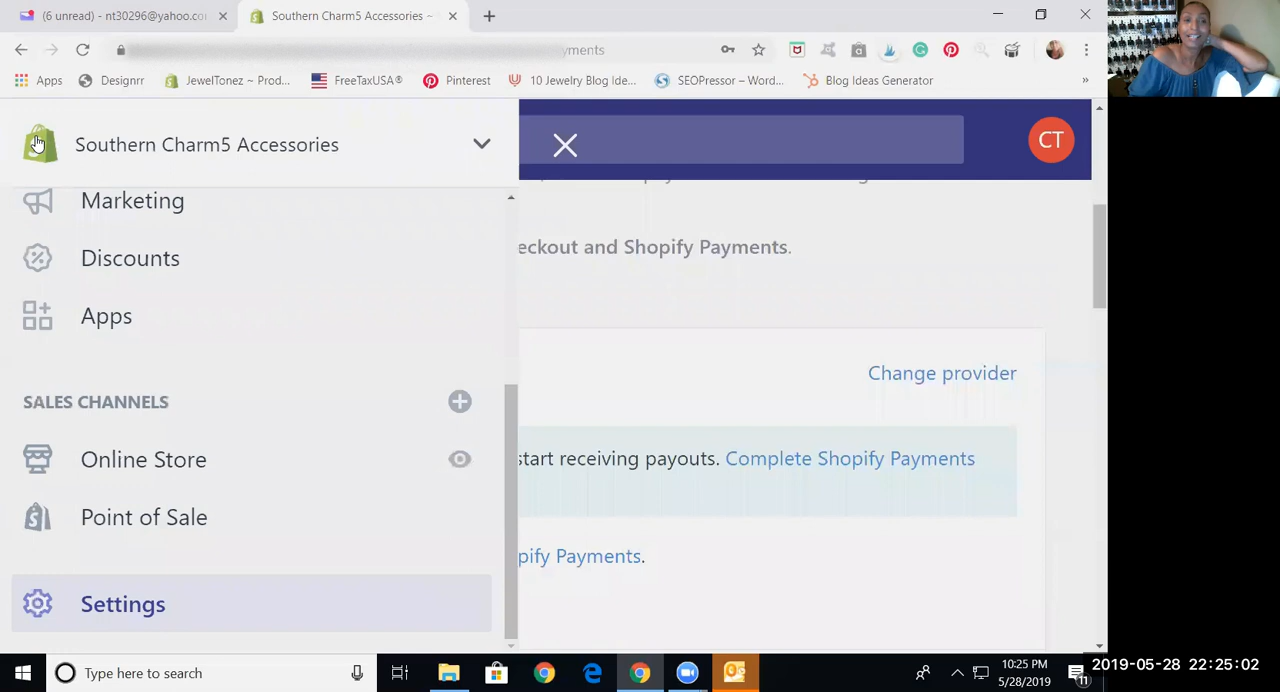 (6 unread) - nt30296@yahoo.co
Southern Charm5 Accessories ~
yments
Apps
Designrr
JewelTonez ~ Prod...
FreeTaxUSA®
Pinterest
10 Jewelry Blog Ide...
SEOPressor – Word...
Blog Ideas Generator
»
Southern Charm5 Accessories
CT
Marketing
eckout and Shopify Payments.
Discounts
Apps
Change provider
SALES CHANNELS
Online Store
start receiving payouts. Complete Shopify Payments
Point of Sale
pify Payments.
Settings
Type here to search
10:25 PM
5/28/2019
11
2019-05-28 22:25:02